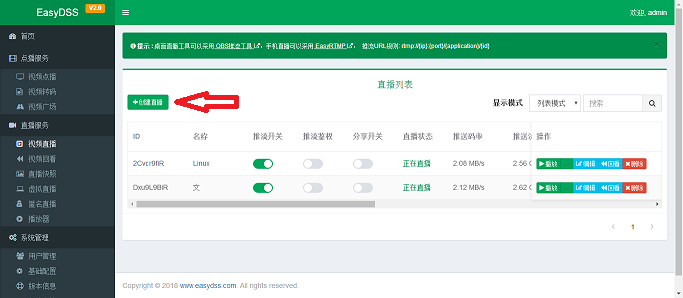 EasyDSS V2.0
欢迎, admin
首页
点播服务
视频点播
视频转码
视频广场
直播服务
视频直播
视频回看
直播快照
虚拟直播
匿名直播
播放器
系统管理
用户管理
基础配置
版本信息
提示 : 桌面直播工具可以采用 OBS推流工具 , 手机直播可以采用 EasyRTMP , 推流URL规则: rtmp://{ip}:{port}/{application}/{id}
直播列表
创建直播
显示模式 列表模式 搜索
ID 名称 推流开关 推流鉴权 分享开关 直播状态 推送码率 操作
Linux 正在直播 2.08 MB/s 2.56 播放 编辑 回看 删除
Dxu9L9BiR 文 正在直播 2.12 MB/s 2.62 播放 编辑 回看 删除
1
Copyright © 2018 www.easydss.com. All rights reserved.